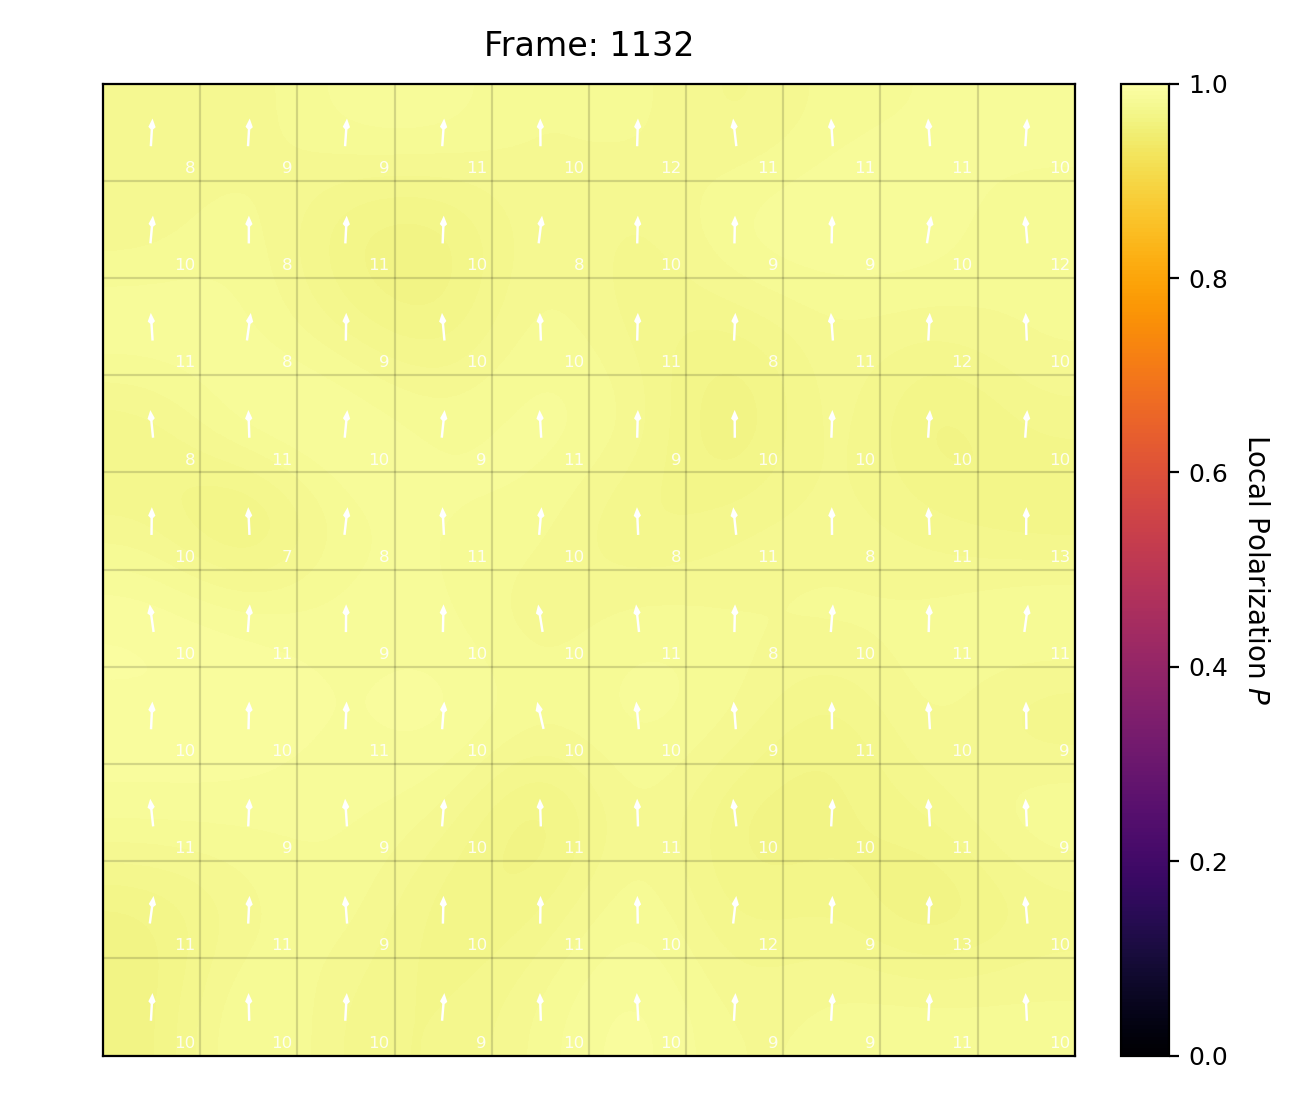 Frame: 1132
8 9 9 11 10 12 11 11 11 10
10 8 11 10 8 10 9 9 10 12
11 8 9 10 10 11 8 11 12 10
8 11 10 9 11 9 10 10 10 10
10 7 8 11 10 8 11 8 11 13
10 11 9 10 10 11 8 10 11 11
10 10 11 10 10 10 9 11 10 9
11 9 9 10 11 11 10 10 11 9
11 11 9 10 11 10 12 9 13 10
10 10 10 9 10 10 9 9 11 10
1.0
0.8
0.6
0.4
0.2
0.0
Local Polarization P